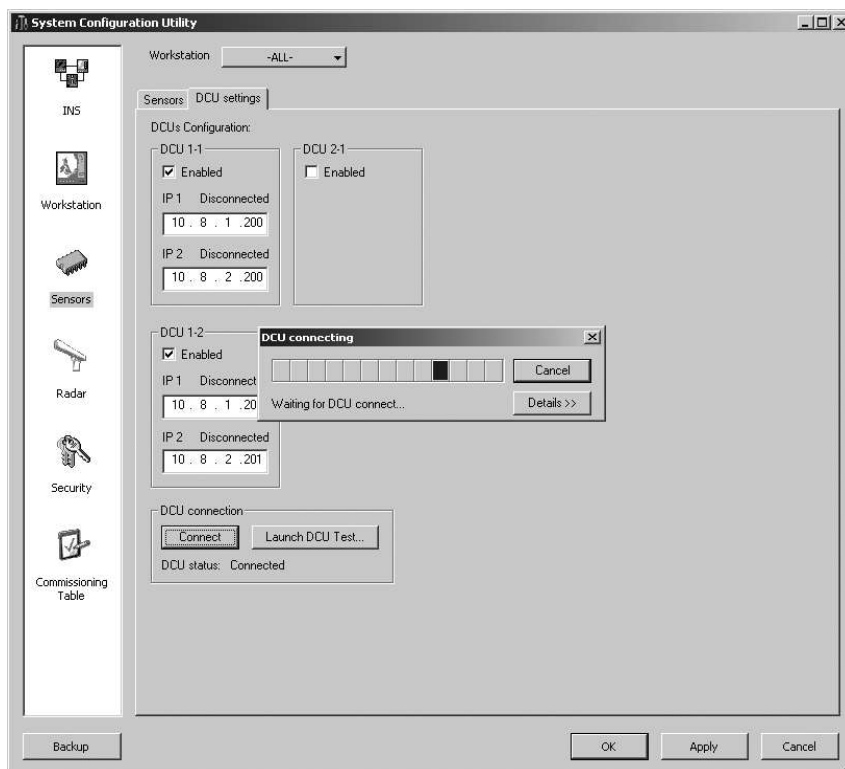 System Configuration Utility
INS
Workstation
Sensors
Radar
Security
Commissioning
Table
Workstation -ALL-
Sensors DCU settings
DCUs Configuration:
DCU 1-1
Enabled
IP 1 Disconnected
10 . 8 . 1 .200
IP 2 Disconnected
10 . 8 . 2 .200
DCU 2-1
Enabled
DCU 1-2
Enabled
IP 1 Disconnect
10 . 8 . 1 .20
IP 2 Disconnected
10 . 8 . 2 .201
DCU connecting
Cancel
Waiting for DCU connect...
Details >>
DCU connection
Connect Launch DCU Test...
DCU status: Connected
Backup OK Apply Cancel